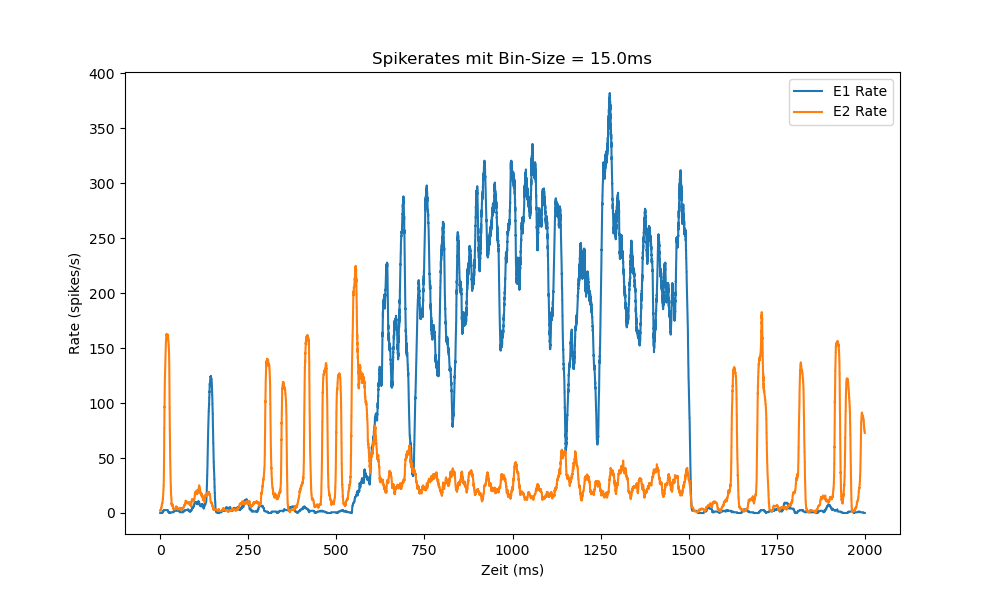 Spikerates mit Bin-Size = 15.0ms
E1 Rate
E2 Rate
Rate (spikes/s)
400
350
300
250
200
150
100
50
0
0 250 500 750 1000 1250 1500 1750 2000
Zeit (ms)